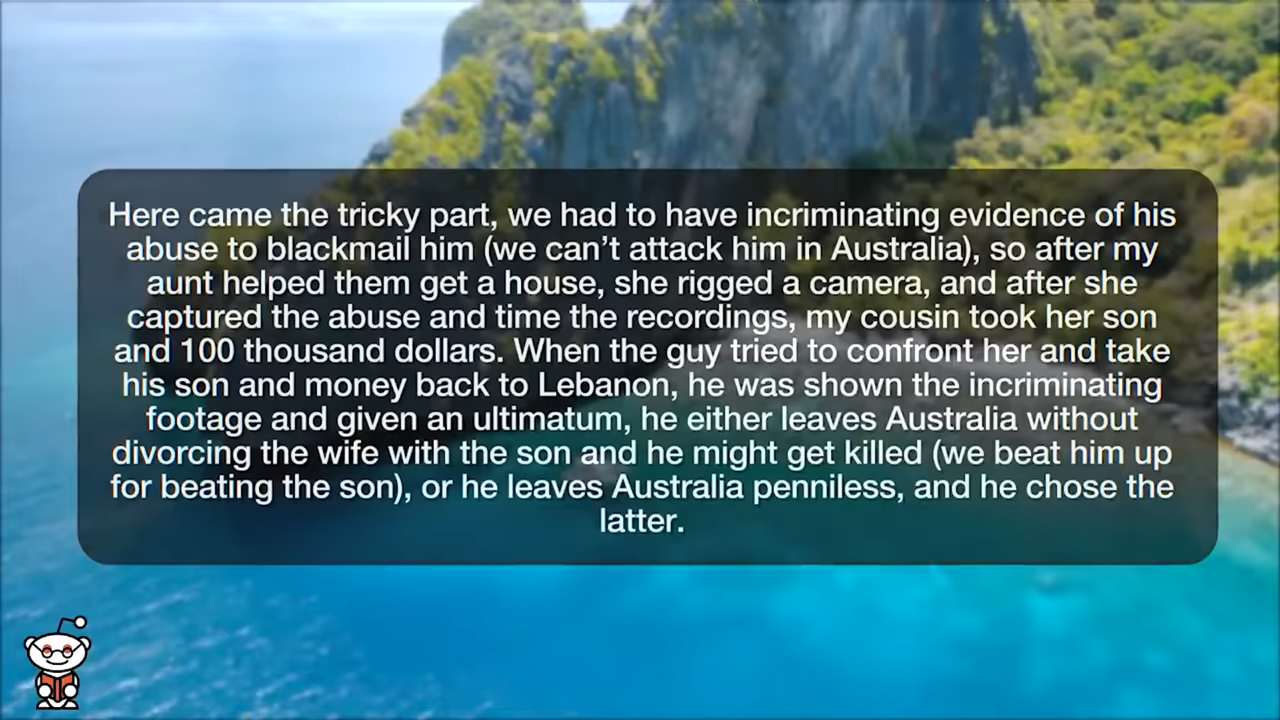 Here came the tricky part, we had to have incriminating evidence of his
abuse to blackmail him (we can’t attack him in Australia), so after my
aunt helped them get a house, she rigged a camera, and after she
captured the abuse and time the recordings, my cousin took her son
and 100 thousand dollars. When the guy tried to confront her and take
his son and money back to Lebanon, he was shown the incriminating
footage and given an ultimatum, he either leaves Australia without
divorcing the wife with the son and he might get killed (we beat him up
for beating the son), or he leaves Australia penniless, and he chose the
latter.